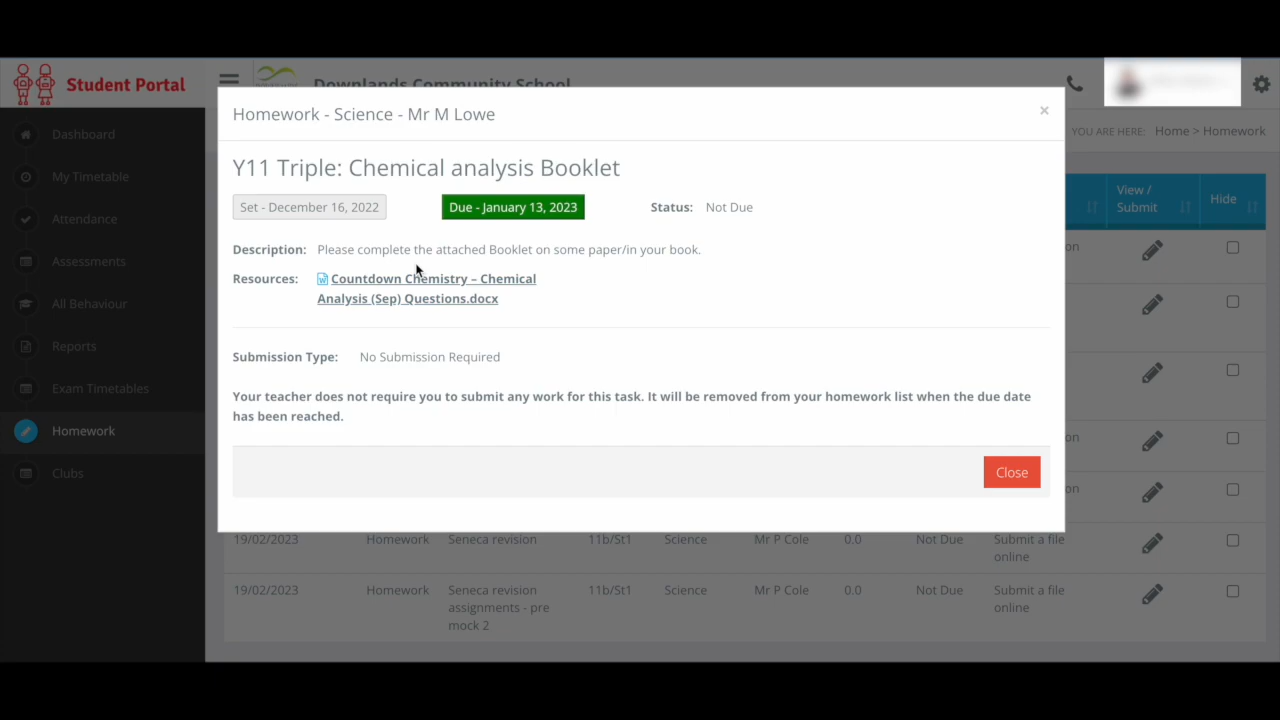 Student Portal
Downlands Community School
YOU ARE HERE: Home > Homework
Dashboard
My Timetable
Attendance
Assessments
All Behaviour
Reports
Exam Timetables
Homework
Clubs
Homework - Science - Mr M Lowe
×
Y11 Triple: Chemical analysis Booklet
Set - December 16, 2022
Due - January 13, 2023
Status: Not Due
Description: Please complete the attached Booklet on some paper/in your book.
Resources: Countdown Chemistry – Chemical
Analysis (Sep) Questions.docx
Submission Type: No Submission Required
Your teacher does not require you to submit any work for this task. It will be removed from your homework list when the due date
has been reached.
Close
View /
Submit
Hide
on
on
on
19/02/2023 Homework Seneca revision 11b/St1 Science Mr P Cole 0.0 Not Due Submit a file
online
19/02/2023 Homework Seneca revision 11b/St1 Science Mr P Cole 0.0 Not Due Submit a file
assignments - pre online
mock 2